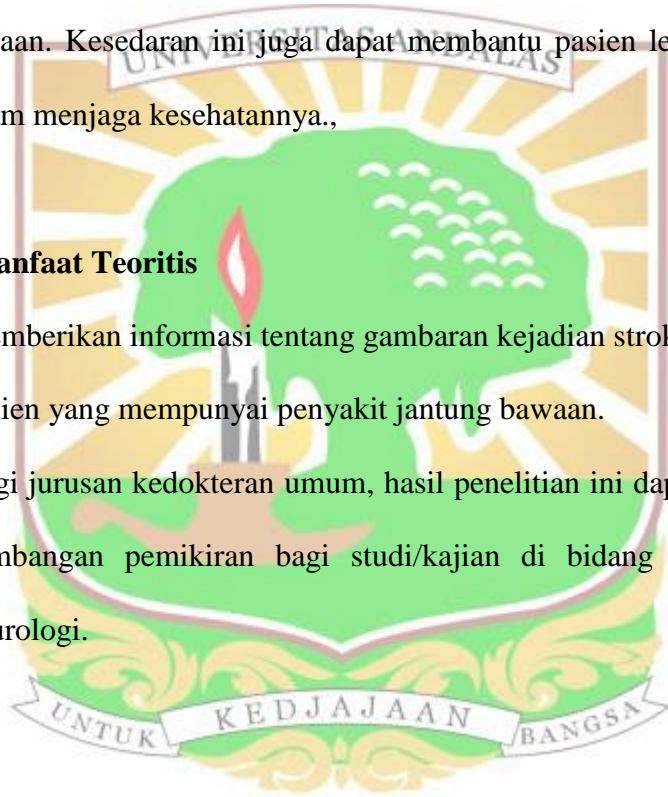 aan. Kesedaran ini juga dapat membantu pasien le
UNIVERSITAS ANDALAS
m menjaga kesehatannya.,
anfaat Teoritis
mberikan informasi tentang gambaran kejadian strok
ien yang mempunyai penyakit jantung bawaan.
gi jurusan kedokteran umum, hasil penelitian ini dap
mbangan pemikiran bagi studi/kajian di bidang
urologi.
UNTUK KEDJAJAAN BANGSA